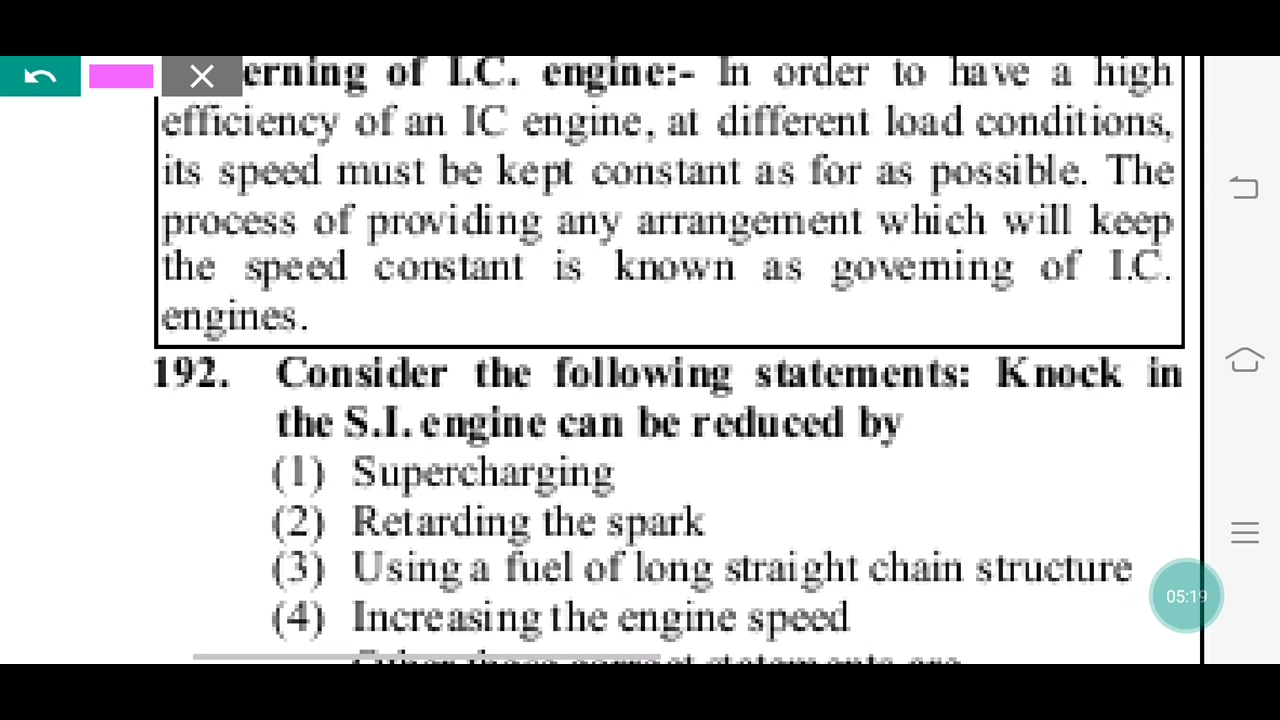 erning of I.C. engine:- In order to have a high
efficiency of an IC engine, at different load conditions,
its speed must be kept constant as for as possible. The
process of providing any arrangement which will keep
the speed constant is known as governing of I.C.
engines.
192. Consider the following statements: Knock in
the S.I. engine can be reduced by
(1) Supercharging
(2) Retarding the spark
(3) Using a fuel of long straight chain structure
(4) Increasing the engine speed
05:19